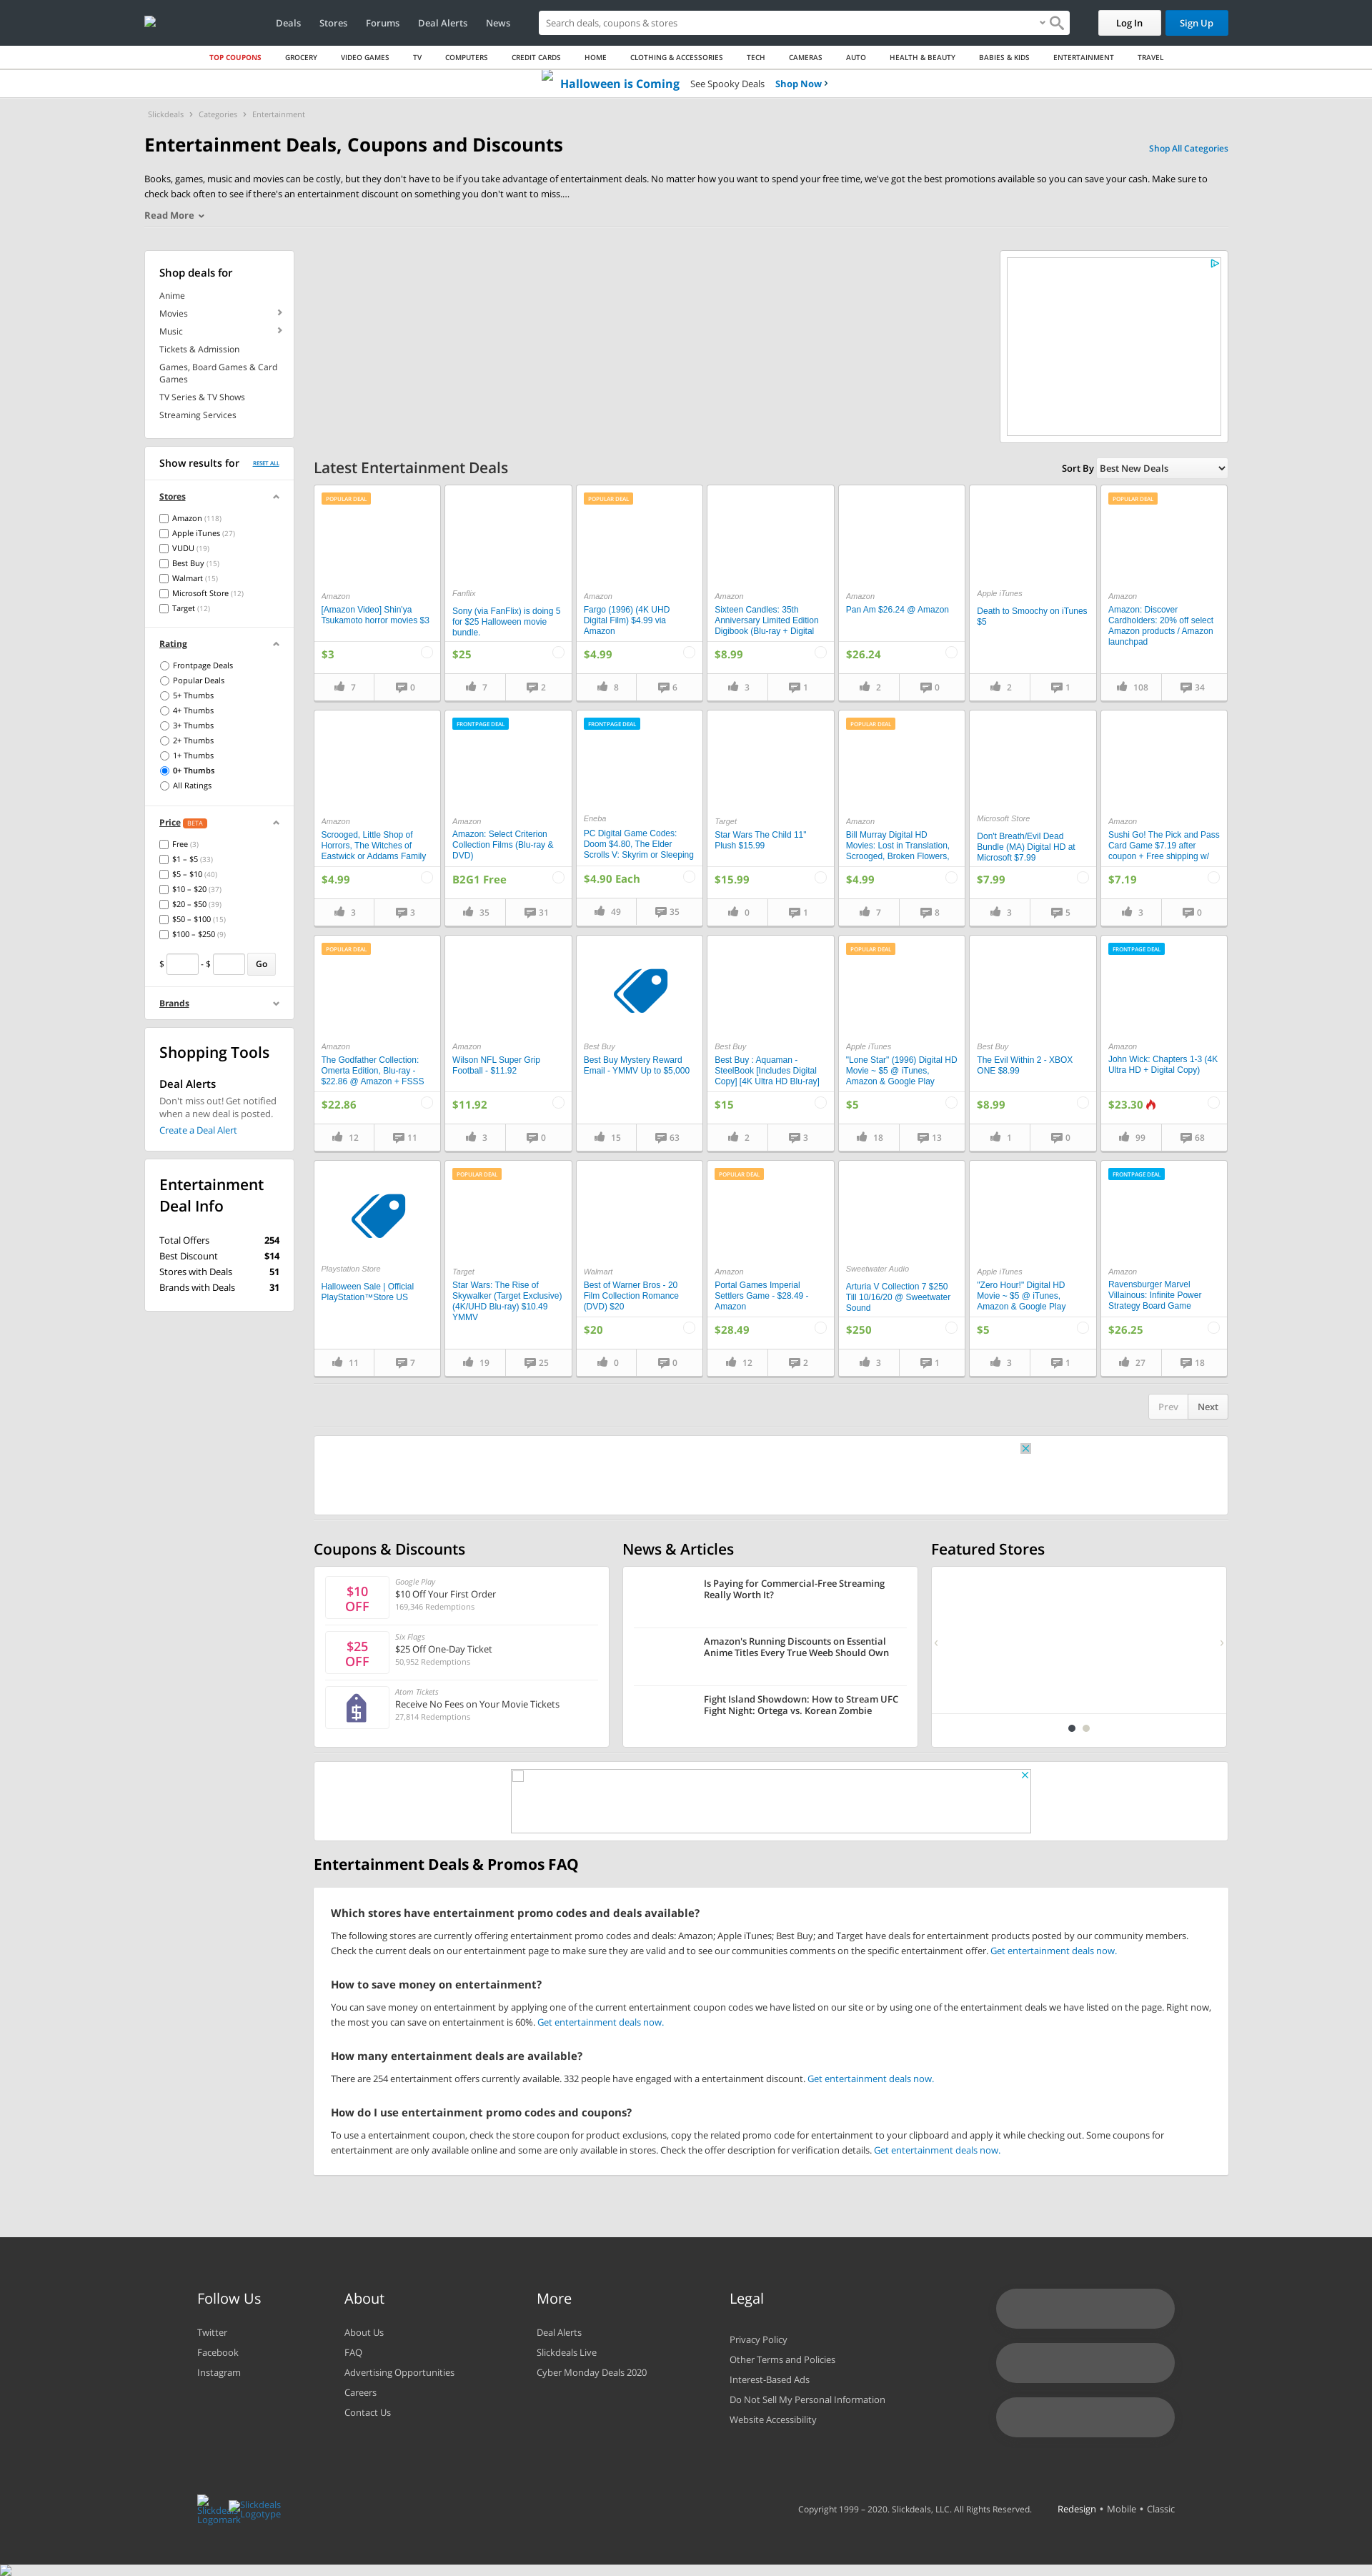 Deals Stores Forums Deal Alerts News
Search deals, coupons & stores
Log In
Sign Up
TOP COUPONS GROCERY VIDEO GAMES TV COMPUTERS CREDIT CARDS HOME CLOTHING & ACCESSORIES TECH CAMERAS AUTO HEALTH & BEAUTY BABIES & KIDS ENTERTAINMENT TRAVEL
Halloween is Coming See Spooky Deals Shop Now
Slickdeals Categories Entertainment
Entertainment Deals, Coupons and Discounts
Shop All Categories
Books, games, music and movies can be costly, but they don't have to be if you take advantage of entertainment deals. No matter how you want to spend your free time, we've got the best promotions available so you can save your cash. Make sure to
check back often to see if there's an entertainment discount on something you don't want to miss....
Read More
Shop deals for
Anime
Movies
Music
Tickets & Admission
Games, Board Games & Card
Games
TV Series & TV Shows
Streaming Services
Show results for RESET ALL
Stores
Amazon (118)
Apple iTunes (27)
VUDU (19)
Best Buy (15)
Walmart (15)
Microsoft Store (12)
Target (12)
Rating
Frontpage Deals
Popular Deals
5+ Thumbs
4+ Thumbs
3+ Thumbs
2+ Thumbs
1+ Thumbs
0+ Thumbs
All Ratings
Price BETA
Free (3)
$1 – $5 (33)
$5 – $10 (40)
$10 – $20 (37)
$20 – $50 (39)
$50 – $100 (15)
$100 – $250 (9)
$ - $ Go
Brands
Shopping Tools
Deal Alerts
Don't miss out! Get notified
when a new deal is posted.
Create a Deal Alert
Entertainment
Deal Info
Total Offers 254
Best Discount $14
Stores with Deals 51
Brands with Deals 31
Latest Entertainment Deals
Sort By Best New Deals
POPULAR DEAL
Amazon
[Amazon Video] Shin'ya
Tsukamoto horror movies $3
$3
7 0
Fanflix
Sony (via FanFlix) is doing 5
for $25 Halloween movie
bundle.
$25
7 2
POPULAR DEAL
Amazon
Fargo (1996) (4K UHD
Digital Film) $4.99 via
Amazon
$4.99
8 6
Amazon
Sixteen Candles: 35th
Anniversary Limited Edition
Digibook (Blu-ray + Digital
$8.99
3 1
Amazon
Pan Am $26.24 @ Amazon
$26.24
2 0
Apple iTunes
Death to Smoochy on iTunes
$5
2 1
POPULAR DEAL
Amazon
Amazon: Discover
Cardholders: 20% off select
Amazon products / Amazon
launchpad
108 34
Amazon
Scrooged, Little Shop of
Horrors, The Witches of
Eastwick or Addams Family
$4.99
3 3
FRONTPAGE DEAL
Amazon
Amazon: Select Criterion
Collection Films (Blu-ray &
DVD)
B2G1 Free
35 31
FRONTPAGE DEAL
Eneba
PC Digital Game Codes:
Doom $4.80, The Elder
Scrolls V: Skyrim or Sleeping
$4.90 Each
49 35
Target
Star Wars The Child 11"
Plush $15.99
$15.99
0 1
POPULAR DEAL
Amazon
Bill Murray Digital HD
Movies: Lost in Translation,
Scrooged, Broken Flowers,
$4.99
7 8
Microsoft Store
Don't Breath/Evil Dead
Bundle (MA) Digital HD at
Microsoft $7.99
$7.99
3 5
Amazon
Sushi Go! The Pick and Pass
Card Game $7.19 after
coupon + Free shipping w/
$7.19
3 0
POPULAR DEAL
Amazon
The Godfather Collection:
Omerta Edition, Blu-ray -
$22.86 @ Amazon + FSSS
$22.86
12 11
Amazon
Wilson NFL Super Grip
Football - $11.92
$11.92
3 0
Best Buy
Best Buy Mystery Reward
Email - YMMV Up to $5,000
15 63
Best Buy
Best Buy : Aquaman -
SteelBook [Includes Digital
Copy] [4K Ultra HD Blu-ray]
$15
2 3
POPULAR DEAL
Apple iTunes
"Lone Star" (1996) Digital HD
Movie ~ $5 @ iTunes,
Amazon & Google Play
$5
18 13
Best Buy
The Evil Within 2 - XBOX
ONE $8.99
$8.99
1 0
FRONTPAGE DEAL
Amazon
John Wick: Chapters 1-3 (4K
Ultra HD + Digital Copy)
$23.30
99 68
Playstation Store
Halloween Sale | Official
PlayStation™Store US
11 7
POPULAR DEAL
Target
Star Wars: The Rise of
Skywalker (Target Exclusive)
(4K/UHD Blu-ray) $10.49
YMMV
19 25
Walmart
Best of Warner Bros - 20
Film Collection Romance
(DVD) $20
$20
0 0
POPULAR DEAL
Amazon
Portal Games Imperial
Settlers Game - $28.49 -
Amazon
$28.49
12 2
Sweetwater Audio
Arturia V Collection 7 $250
Till 10/16/20 @ Sweetwater
Sound
$250
3 1
Apple iTunes
"Zero Hour!" Digital HD
Movie ~ $5 @ iTunes,
Amazon & Google Play
$5
3 1
FRONTPAGE DEAL
Amazon
Ravensburger Marvel
Villainous: Infinite Power
Strategy Board Game
$26.25
27 18
Prev Next
Coupons & Discounts
$10
OFF
Google Play
$10 Off Your First Order
169,346 Redemptions
$25
OFF
Six Flags
$25 Off One-Day Ticket
50,952 Redemptions
Atom Tickets
Receive No Fees on Your Movie Tickets
27,814 Redemptions
News & Articles
Is Paying for Commercial-Free Streaming
Really Worth It?
Amazon's Running Discounts on Essential
Anime Titles Every True Weeb Should Own
Fight Island Showdown: How to Stream UFC
Fight Night: Ortega vs. Korean Zombie
Featured Stores
Entertainment Deals & Promos FAQ
Which stores have entertainment promo codes and deals available?
The following stores are currently offering entertainment promo codes and deals: Amazon; Apple iTunes; Best Buy; and Target have deals for entertainment products posted by our community members.
Check the current deals on our entertainment page to make sure they are valid and to see our communities comments on the specific entertainment offer. Get entertainment deals now.
How to save money on entertainment?
You can save money on entertainment by applying one of the current entertainment coupon codes we have listed on our site or by using one of the entertainment deals we have listed on the page. Right now,
the most you can save on entertainment is 60%. Get entertainment deals now.
How many entertainment deals are available?
There are 254 entertainment offers currently available. 332 people have engaged with a entertainment discount. Get entertainment deals now.
How do I use entertainment promo codes and coupons?
To use a entertainment coupon, check the store coupon for product exclusions, copy the related promo code for entertainment to your clipboard and apply it while checking out. Some coupons for
entertainment are only available online and some are only available in stores. Check the offer description for verification details. Get entertainment deals now.
Follow Us
Twitter
Facebook
Instagram
About
About Us
FAQ
Advertising Opportunities
Careers
Contact Us
More
Deal Alerts
Slickdeals Live
Cyber Monday Deals 2020
Legal
Privacy Policy
Other Terms and Policies
Interest-Based Ads
Do Not Sell My Personal Information
Website Accessibility
Slickdeals
Logomark
Slickdeals
Logotype
Copyright 1999 – 2020. Slickdeals, LLC. All Rights Reserved.
Redesign • Mobile • Classic